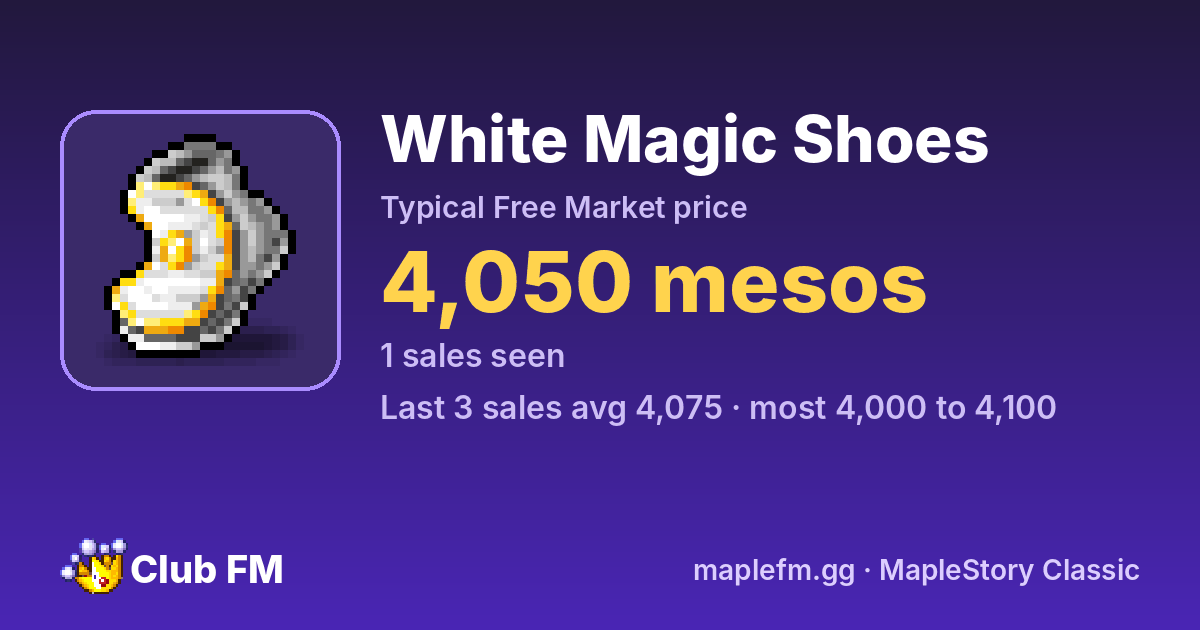 White Magic Shoes
Typical Free Market price
4,050 mesos
1 sales seen
Last 3 sales avg 4,075 · most 4,000 to 4,100
Club FM
maplefm.gg · MapleStory Classic